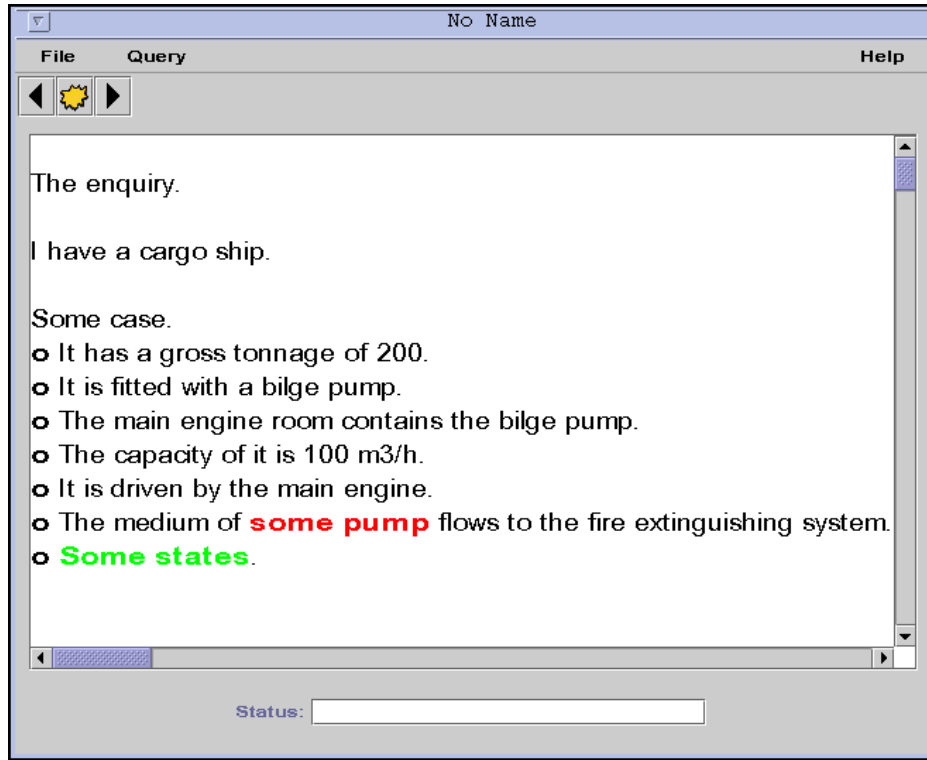 No Name
File Query Help
The enquiry.
I have a cargo ship.
Some case.
o It has a gross tonnage of 200.
o It is fitted with a bilge pump.
o The main engine room contains the bilge pump.
o The capacity of it is 100 m3/h.
o It is driven by the main engine.
o The medium of some pump flows to the fire extinguishing system.
o Some states.
Status: